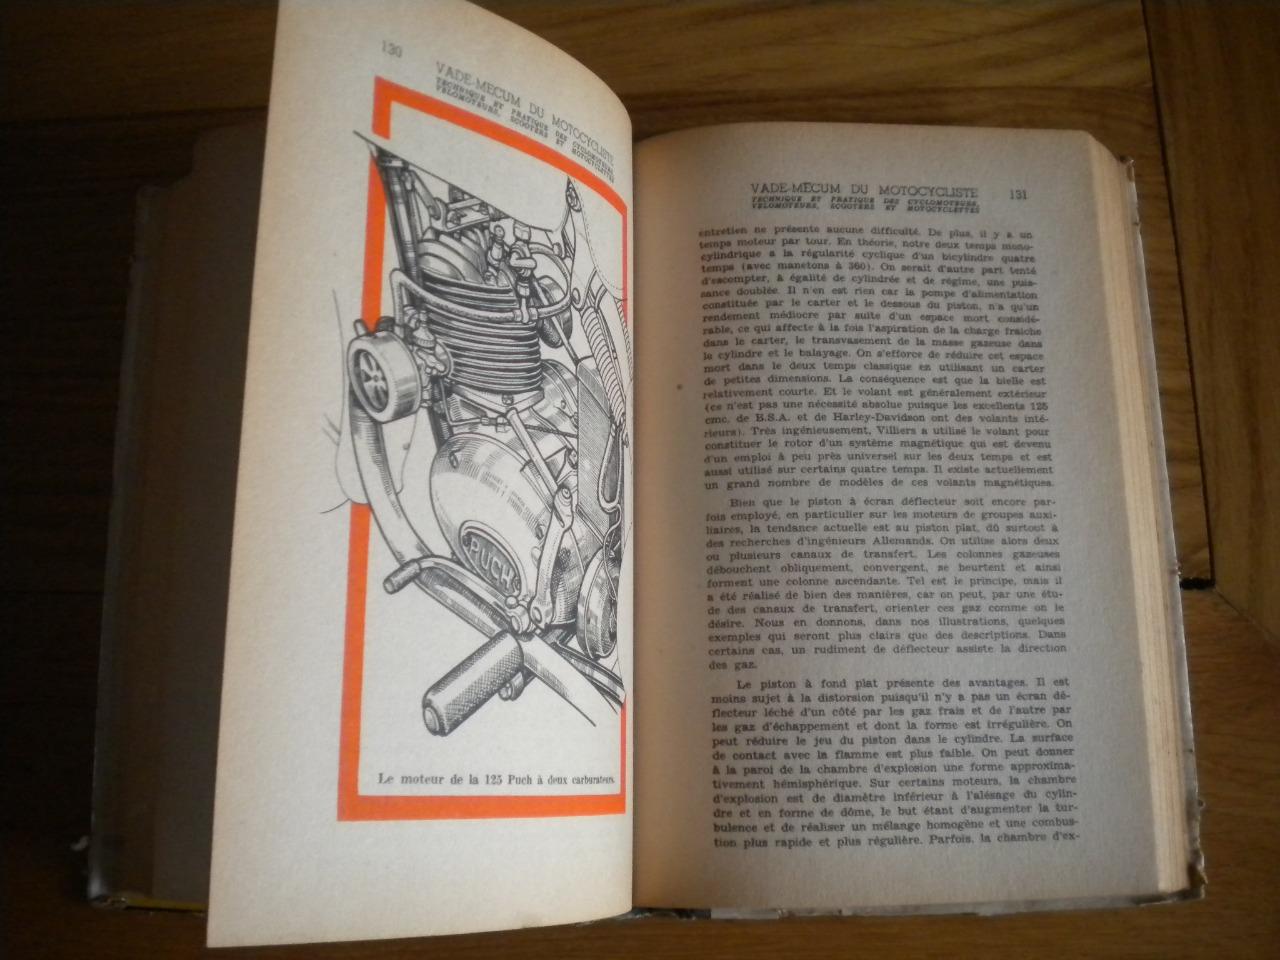 130
VADE-MECUM DU MOTOCYCLISTE
TECHNIQUE ET PRATIQUE DES CYCLOMOTEURS
VELOMOTEURS, SCOOTERS ET MOTOCYCLETTES
PUCH
Le moteur de la 125 Puch à deux carburateurs.
VADE-MECUM DU MOTOCYCLISTE 131
TECHNIQUE ET PRATIQUE DES CYCLOMOTEURS,
VELOMOTEURS, SCOOTERS ET MOTOCYCLETTES
entretien ne présente aucune difficulté. De plus, il y a un
temps moteur par tour. En théorie, notre deux temps mono-
cylindrique a la régularité cyclique d'un bicylindre quatre
temps (avec manetons à 360). On serait d'autre part tenté
d'escompter, à égalité de cylindrée et de régime, une puis-
sance doublée. Il n'en est rien car la pompe d'alimentation
constituée par le carter et le dessous du piston, n'a qu'un
rendement médiocre par suite d'un espace mort considé-
rable, ce qui affecte à la fois l'aspiration de la charge fraîche
dans le carter, le transvasement de la masse gazeuse dans
le cylindre et le balayage. On s'efforce de réduire cet espace
mort dans le deux temps classique en utilisant un carter
de petites dimensions. La conséquence est que la bielle est
relativement courte. Et le volant est généralement extérieur
(ce n'est pas une nécessité absolue puisque les excellents 125
cmc. de B.S.A. et de Harley-Davidson ont des volants inté-
rieurs). Très ingénieusement, Villiers a utilisé le volant pour
constituer le rotor d'un système magnétique qui est devenu
d'un emploi à peu près universel sur les deux temps et est
aussi utilisé sur certains quatre temps. Il existe actuellement
un grand nombre de modèles de ces volants magnétiques.
Bien que le piston à écran déflecteur soit encore par-
fois employé, en particulier sur les moteurs de groupes auxi-
liaires, la tendance actuelle est au piston plat, dû surtout à
des recherches d'ingénieurs Allemands. On utilise alors deux
ou plusieurs canaux de transfert. Les colonnes gazeuses
débouchent obliquement, convergent, se heurtent et ainsi
forment une colonne ascendante. Tel est le principe, mais il
a été réalisé de bien des manières, car on peut, par une étu-
de des canaux de transfert, orienter ces gaz comme on le
désire. Nous en donnons, dans nos illustrations, quelques
exemples qui seront plus clairs que des descriptions. Dans
certains cas, un rudiment de déflecteur assiste la direction
des gaz.
Le piston à fond plat présente des avantages. Il est
moins sujet à la distorsion puisqu'il n'y a pas un écran dé-
flecteur léché d'un côté par les gaz frais et de l'autre par
les gaz d'échappement et dont la forme est irrégulière. On
peut réduire le jeu du piston dans le cylindre. La surface
de contact avec la flamme est plus faible. On peut donner
à la paroi de la chambre d'explosion une forme approxima-
tivement hémisphérique. Sur certains moteurs, la chambre
d'explosion est de diamètre inférieur à l'alésage du cylin-
dre et en forme de dôme, le but étant d'augmenter la tur-
bulence et de réaliser un mélange homogène et une combus-
tion plus rapide et plus régulière. Parfois, la chambre d'ex-